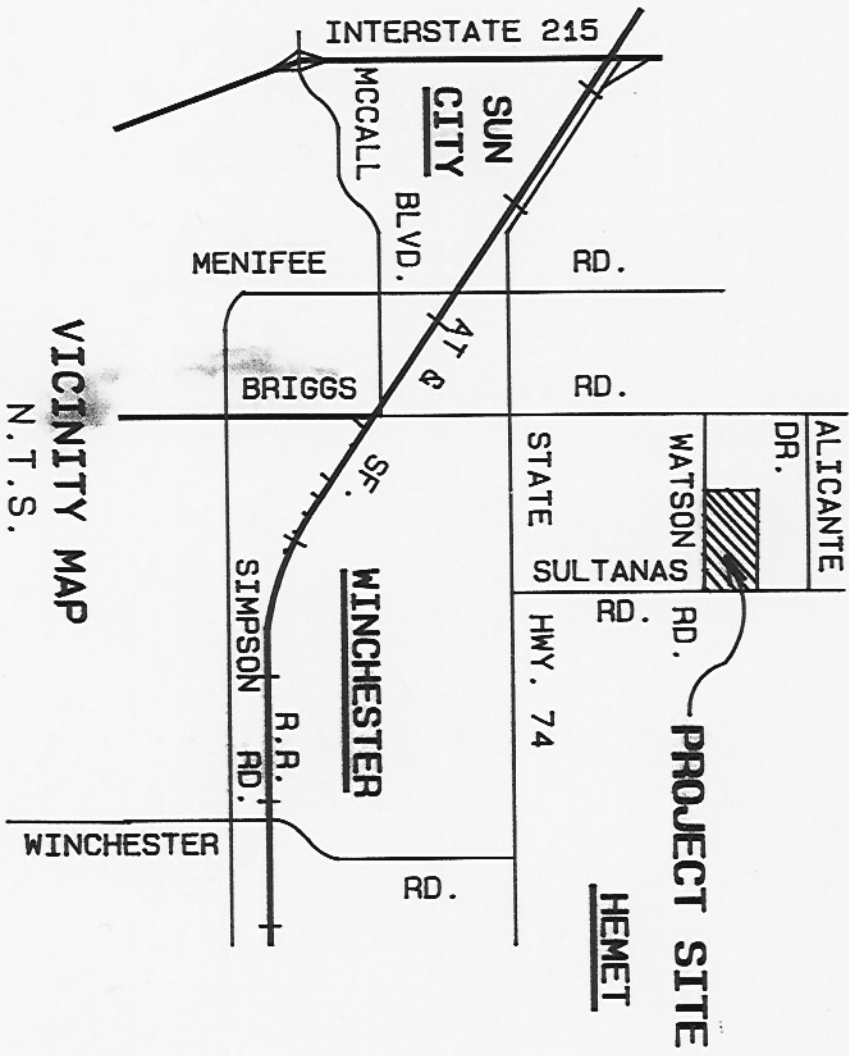 INTERSTATE 215
SUN
CITY
MCCALL
BLVD.
MENIFEE
RD.
AT &
SF.
R.R.
BRIGGS
RD.
ALICANTE
DR.
WATSON
RD.
SULTANAS
RD.
STATE
HWY. 74
PROJECT SITE
HEMET
WINCHESTER
SIMPSON
RD.
WINCHESTER
RD.
VICINITY MAP
N.T.S.